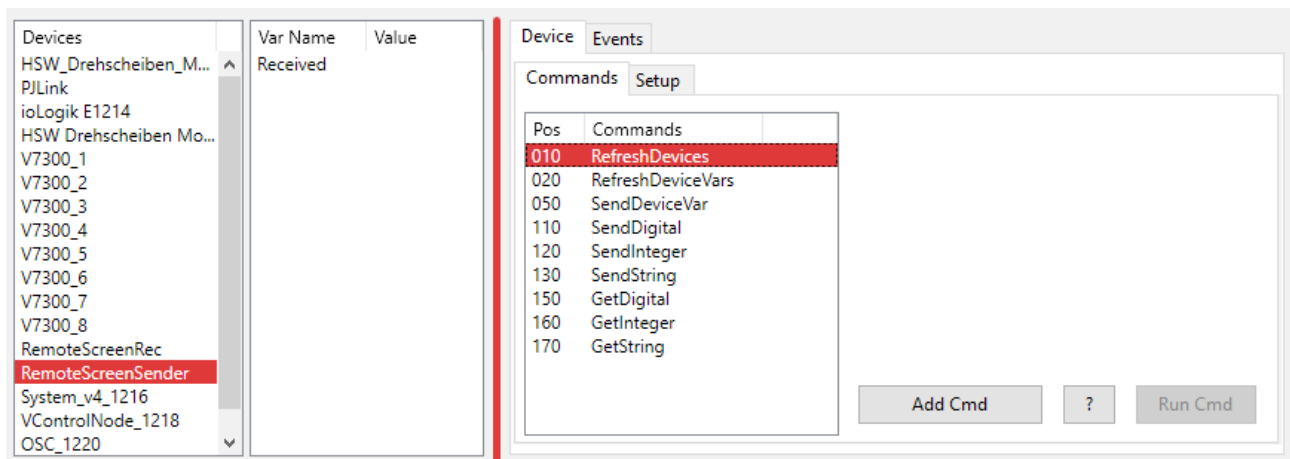 Devices
HSW_Drehscheiben_M...
PJLink
ioLogik E1214
HSW Drehscheiben Mo...
V7300_1
V7300_2
V7300_3
V7300_4
V7300_5
V7300_6
V7300_7
V7300_8
RemoteScreenRec
RemoteScreenSender
System_v4_1216
VControlNode_1218
OSC_1220
Var Name Value
Received
Device Events
Commands Setup
Pos Commands
010 RefreshDevices
020 RefreshDeviceVars
050 SendDeviceVar
110 SendDigital
120 SendInteger
130 SendString
150 GetDigital
160 GetInteger
170 GetString
Add Cmd ? Run Cmd